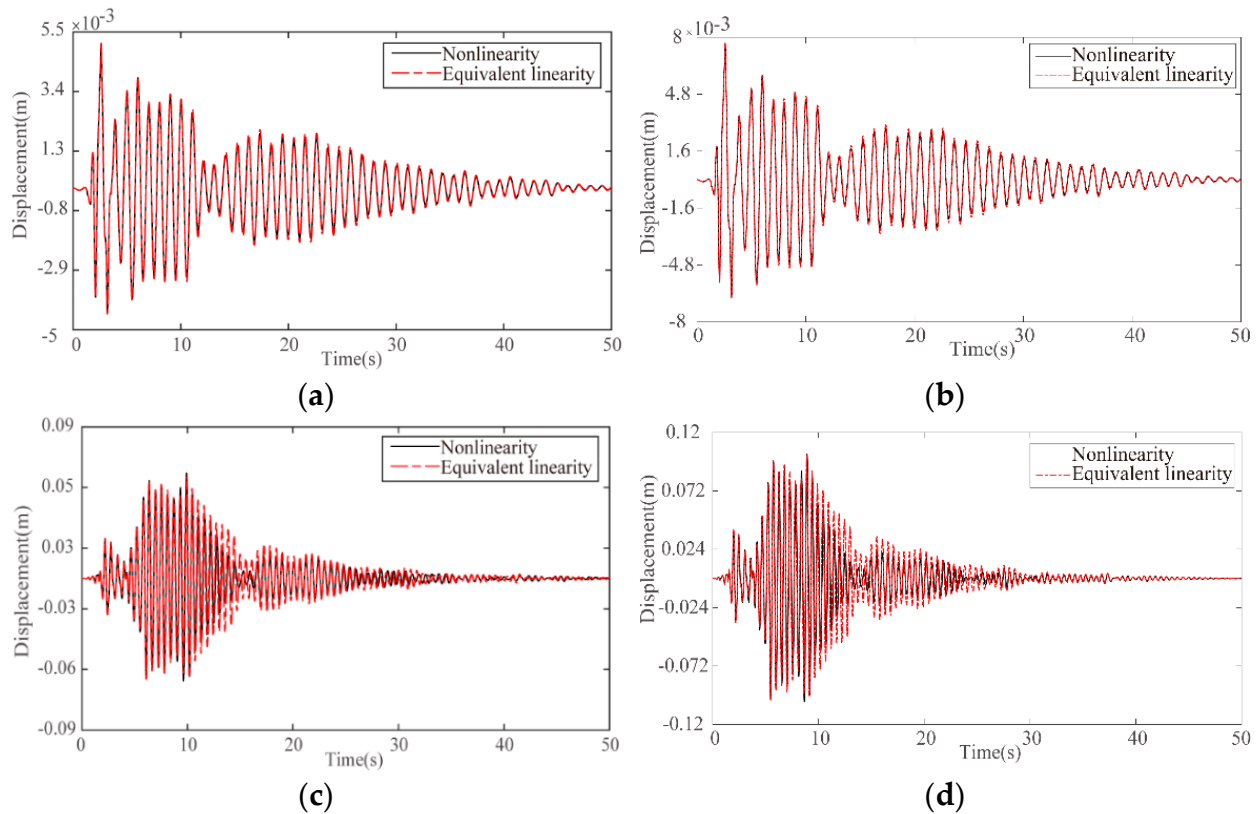 ×10⁻³
5.5
3.4
1.3
-0.8
-2.9
-5
Displacement(m)
Nonlinearity
Equivalent linearity
0 10 20 30 40 50
Time(s)
(a)
8 ×10⁻³
4.8
1.6
-1.6
-4.8
-8
Displacement(m)
Nonlinearity
Equivalent linearity
0 10 20 30 40 50
Time(s)
(b)
0.09
0.05
0.03
-0.03
-0.06
-0.09
Displacement(m)
Nonlinearity
Equivalent linearity
0 10 20 30 40 50
Time(s)
(c)
0.12
0.072
0.024
-0.024
-0.072
-0.12
Displacement(m)
Nonlinearity
Equivalent linearity
0 10 20 30 40 50
Time(s)
(d)